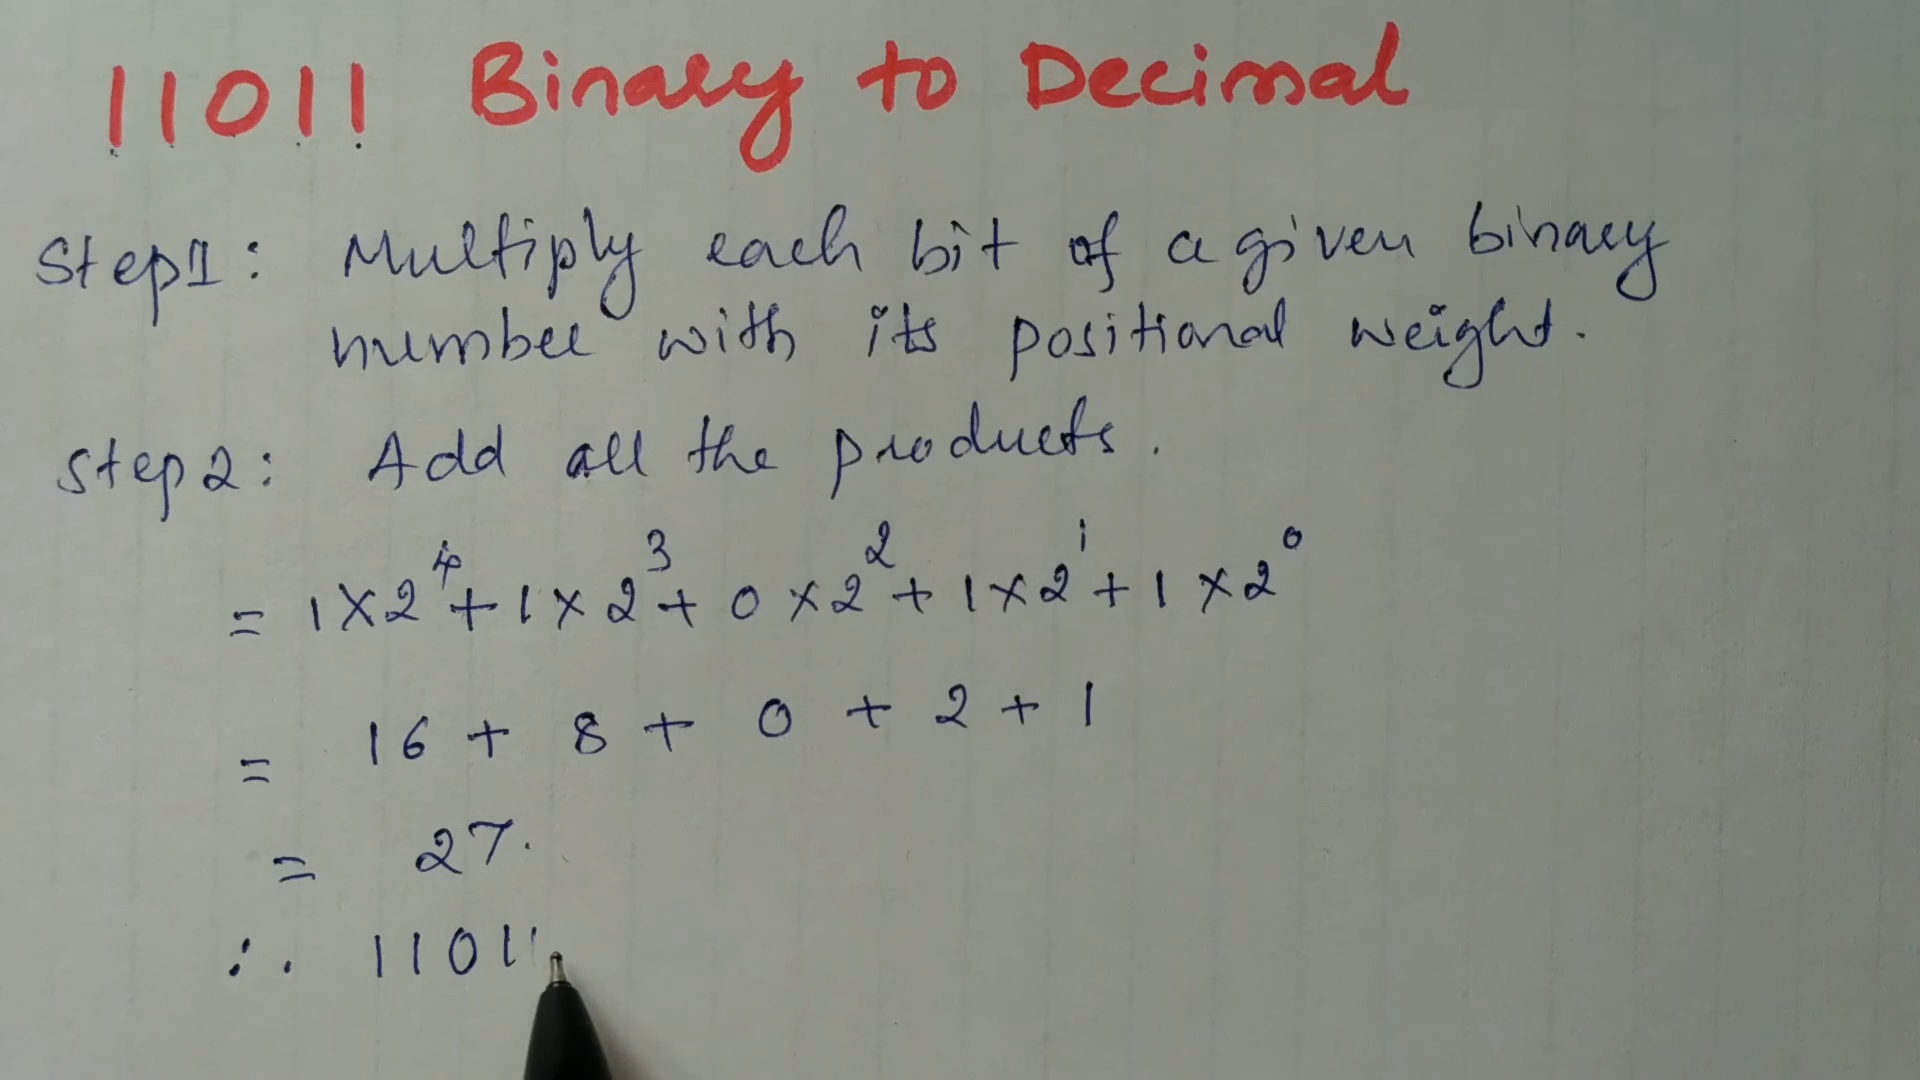 11011 Binary to Decimal
Step1: Multiply each bit of a given binary
number with its positional weight.
Step2: Add all the products.
= 1×2⁴+1×2³+0×2²+1×2¹+1×2⁰
= 16+8+0+2+1
= 27.
∴ 11011